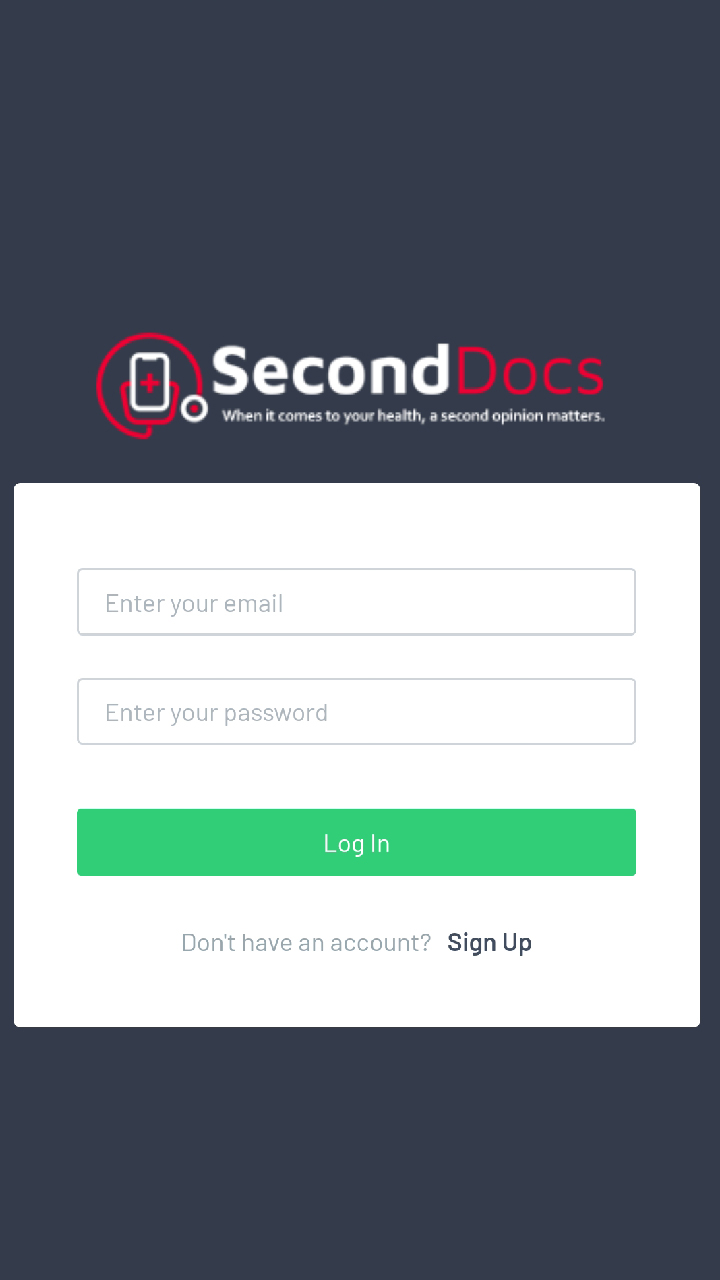 SecondDocs
When it comes to your health, a second opinion matters.
Enter your email
Enter your password
Log In
Don't have an account? Sign Up